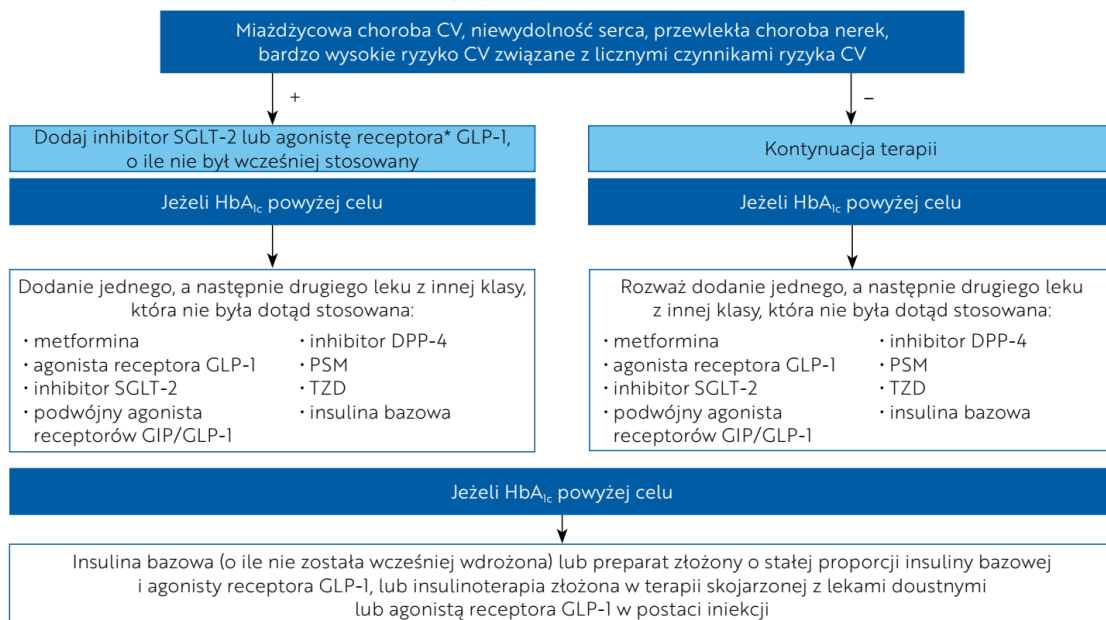 Miażdżycowa choroba CV, niewydolność serca, przewlekła choroba nerek,
bardzo wysokie ryzyko CV związane z licznymi czynnikami ryzyka CV
+
–
Dodaj inhibitor SGLT-2 lub agonistę receptora* GLP-1,
o ile nie był wcześniej stosowany
Kontynuacja terapii
Jeżeli HbA1c powyżej celu
Jeżeli HbA1c powyżej celu
Dodanie jednego, a następnie drugiego leku z innej klasy,
która nie była dotąd stosowana:
• metformina
• agonista receptora GLP-1
• inhibitor SGLT-2
• podwójny agonista
receptorów GIP/GLP-1
• inhibitor DPP-4
• PSM
• TZD
• insulina bazowa
Rozważ dodanie jednego, a następnie drugiego leku
z innej klasy, która nie była dotąd stosowana:
• metformina
• agonista receptora GLP-1
• inhibitor SGLT-2
• podwójny agonista
receptorów GIP/GLP-1
• inhibitor DPP-4
• PSM
• TZD
• insulina bazowa
Jeżeli HbA1c powyżej celu
Insulina bazowa (o ile nie została wcześniej wdrożona) lub preparat złożony o stałej proporcji insuliny bazowej
i agonisty receptora GLP-1, lub insulinoterapia złożona w terapii skojarzonej z lekami doustnymi
lub agonistą receptora GLP-1 w postaci iniekcji